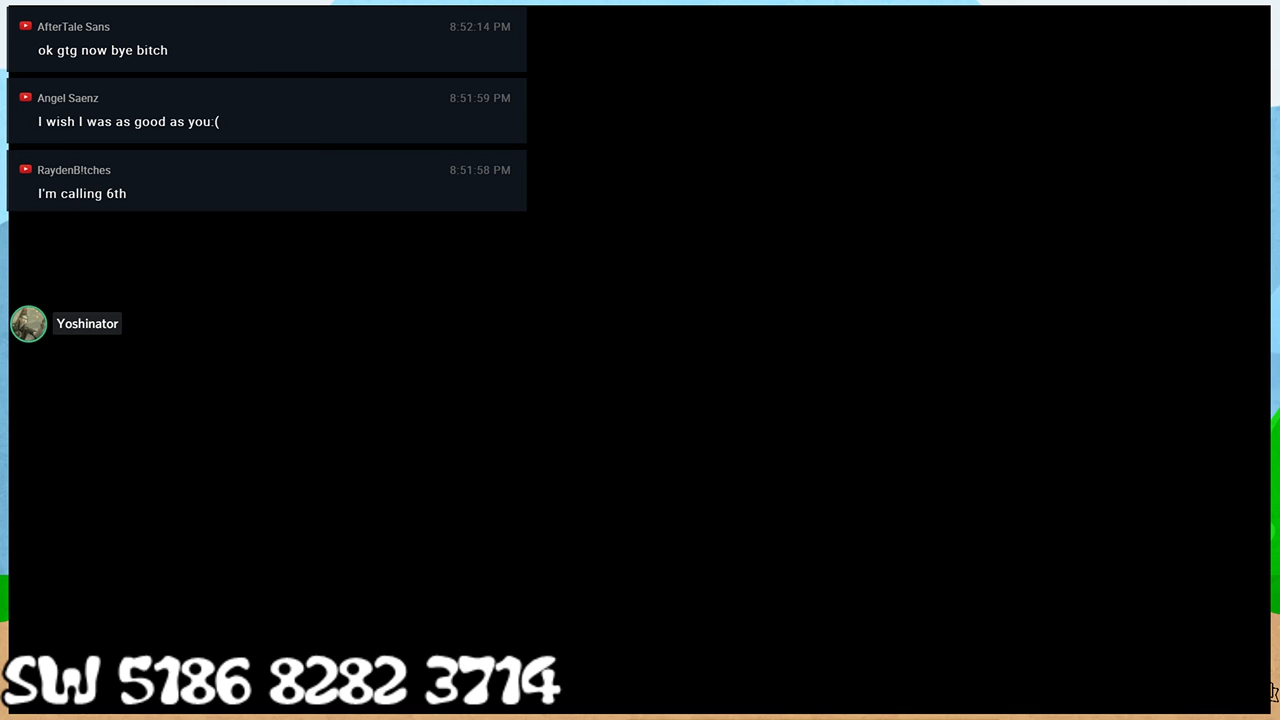 AfterTale Sans 8:52:14 PM
ok gtg now bye bitch
Angel Saenz 8:51:59 PM
I wish I was as good as you:(
RaydenB!tches 8:51:58 PM
I'm calling 6th
Yoshinator
SW 5186 8282 3714